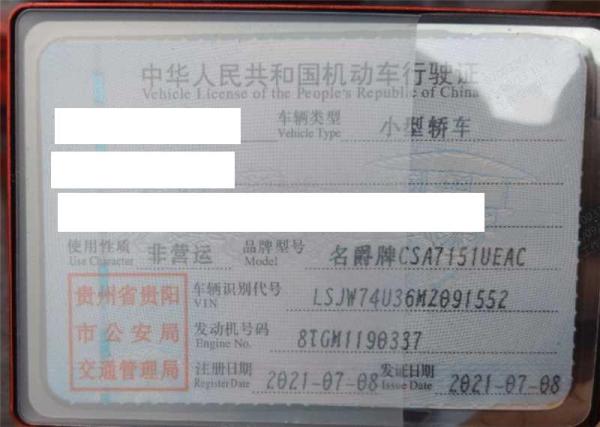 中华人民共和国机动车行驶证
Vehicle License of the People's Republic of China
车辆类型 小型轿车
Vehicle Type
使用性质 非营运 品牌型号 名爵牌CSA7151UEAC
Use Character Model
贵州省贵阳
市公安局
交通管理局
车辆识别代号 LSJW74U36MZ091552
VIN
发动机号码 8IGM1190337
Engine No.
注册日期 2021-07-08 发证日期 2021-07-08
Register Date Issue Date